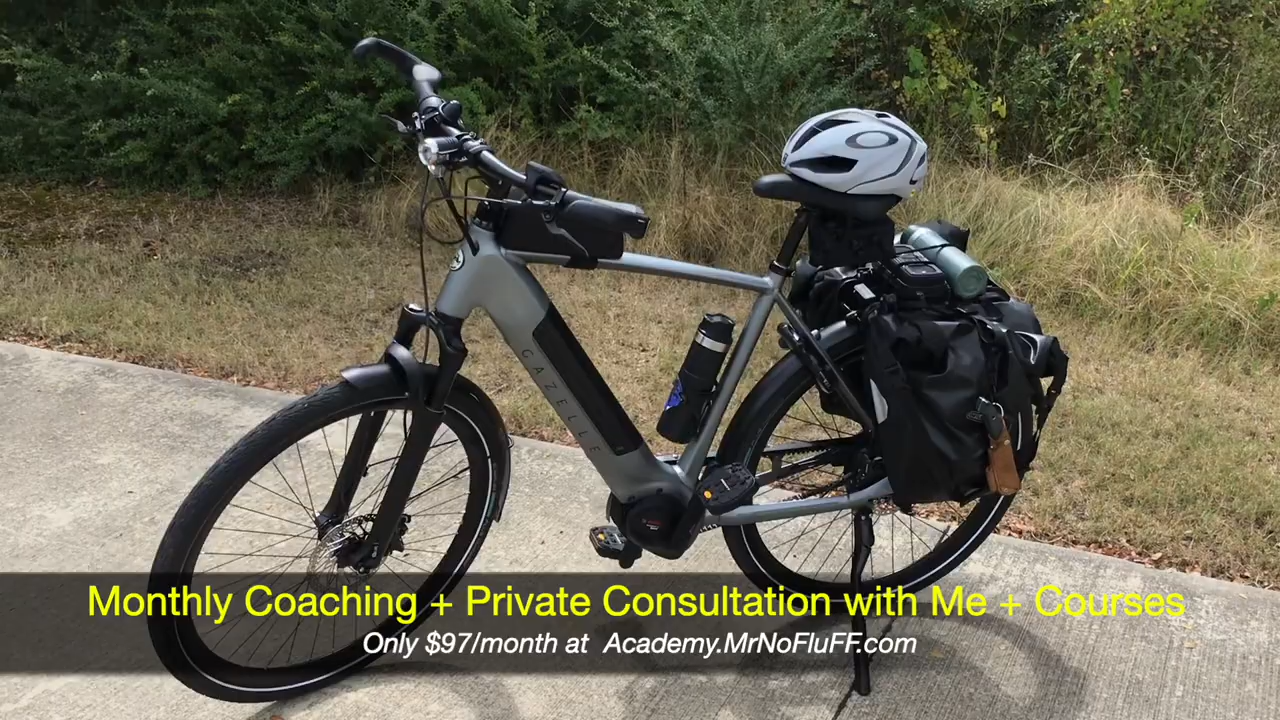 GAZELLE
Monthly Coaching + Private Consultation with Me + Courses
Only $97/month at Academy.MrNoFluFF.com